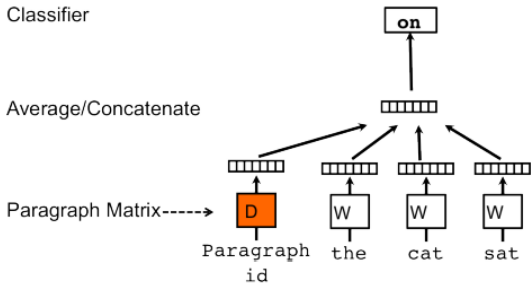 Classifier
on
Average/Concatenate
Paragraph Matrix
D
W
W
W
Paragraph
id
the
cat
sat